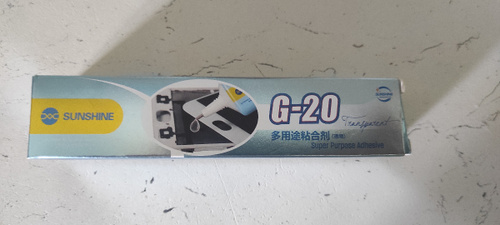 SUNSHINE
G-20
Transparent
多用途粘合剂
Super Purpose Adhesive